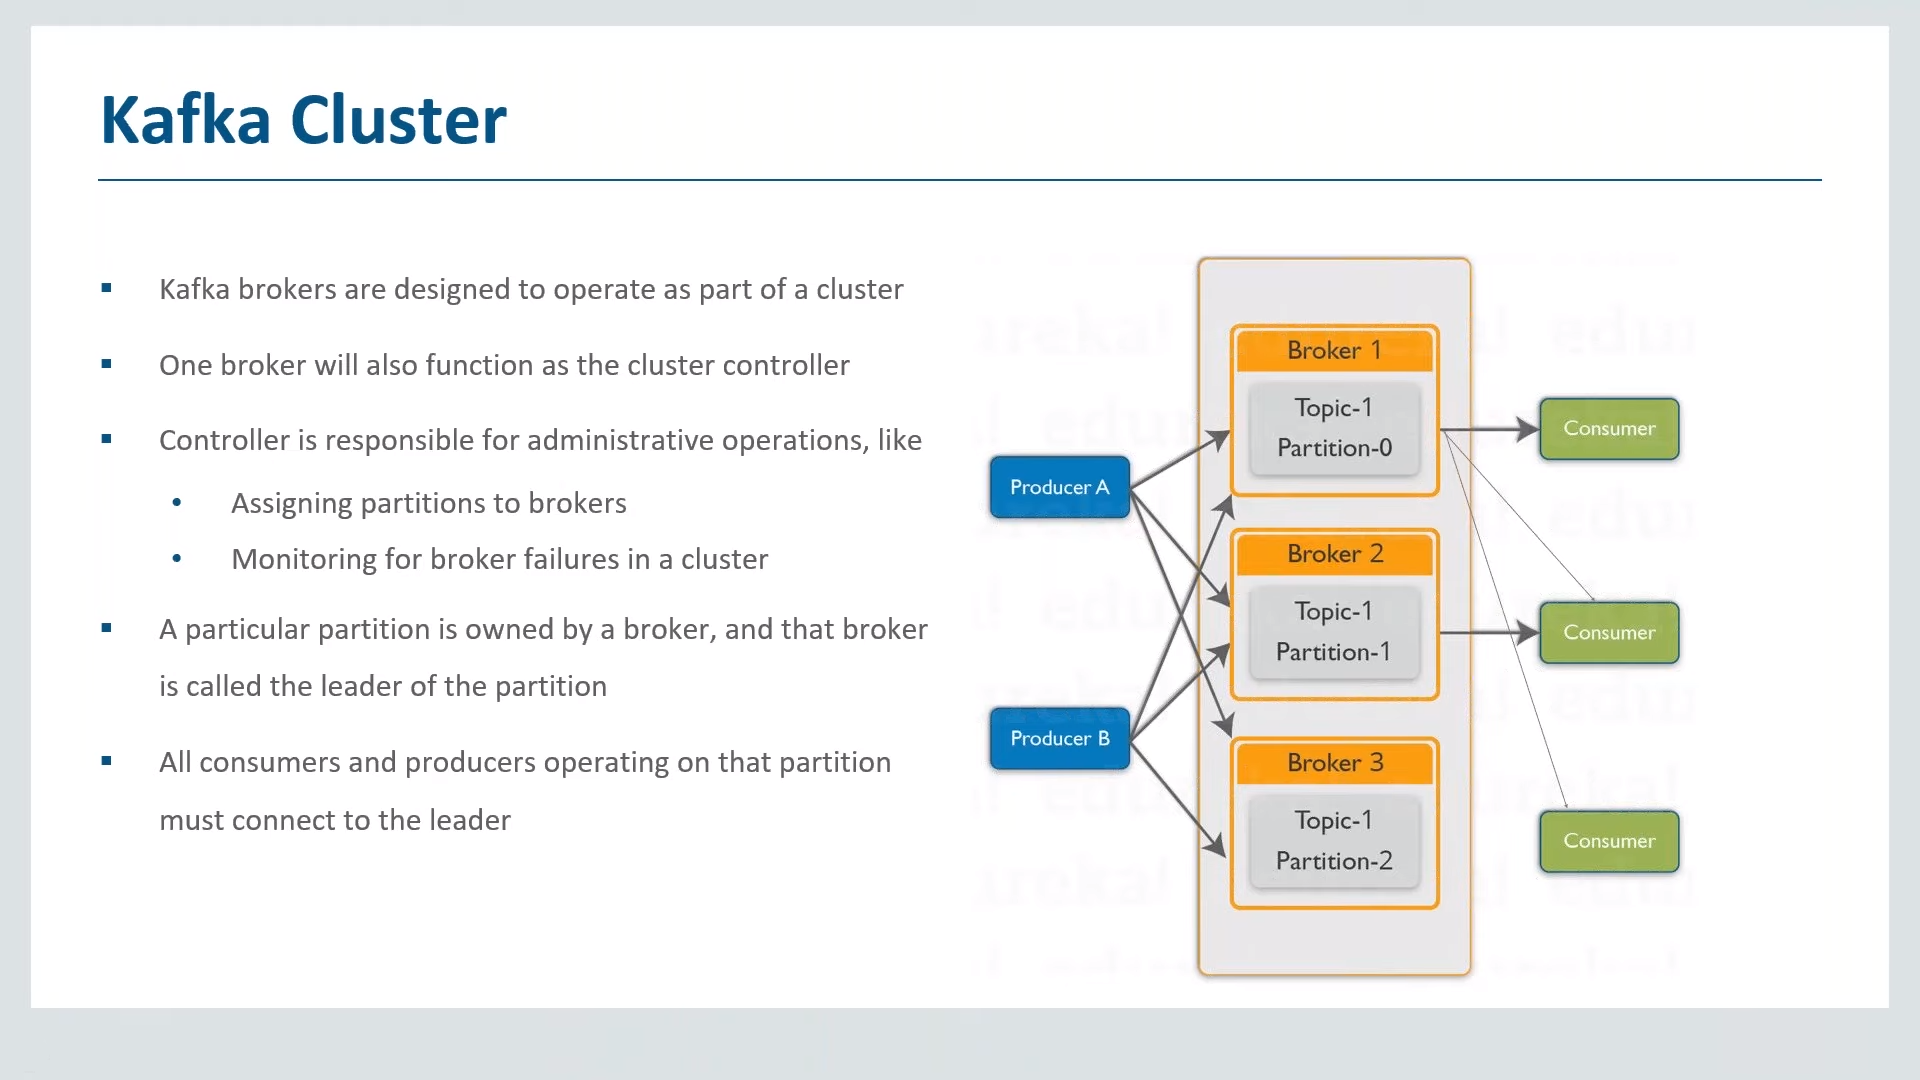 Kafka Cluster
Kafka brokers are designed to operate as part of a cluster
One broker will also function as the cluster controller
Controller is responsible for administrative operations, like
Assigning partitions to brokers
Monitoring for broker failures in a cluster
A particular partition is owned by a broker, and that broker
is called the leader of the partition
All consumers and producers operating on that partition
must connect to the leader
Producer A
Producer B
Broker 1
Topic-1
Partition-0
Broker 2
Topic-1
Partition-1
Broker 3
Topic-1
Partition-2
Consumer
Consumer
Consumer